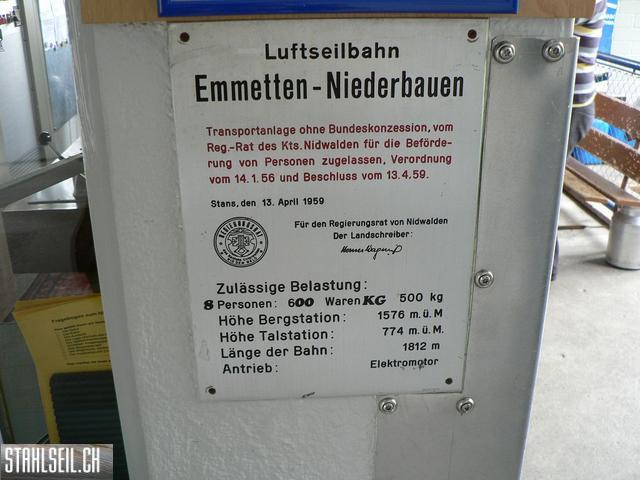 Luftseilbahn
Emmetten-Niederbauen
Transportanlage ohne Bundeskonzession, vom
Reg.-Rat des Kts. Nidwalden für die Beförde-
rung von Personen zugelassen, Verordnung
vom 14.1.56 und Beschluss vom 13.4.59.
Stans, den 13. April 1959
Für den Regierungsrat von Nidwalden
Der Landschreiber:
REGIERUNGSRAT
Zulässige Belastung:
8 Personen: 600 Waren KG 500 kg
Höhe Bergstation: 1576 m.ü.M
Höhe Talstation: 774 m.ü.M.
Länge der Bahn: 1812 m
Antrieb: Elektromotor
STAHLSEIL.CH